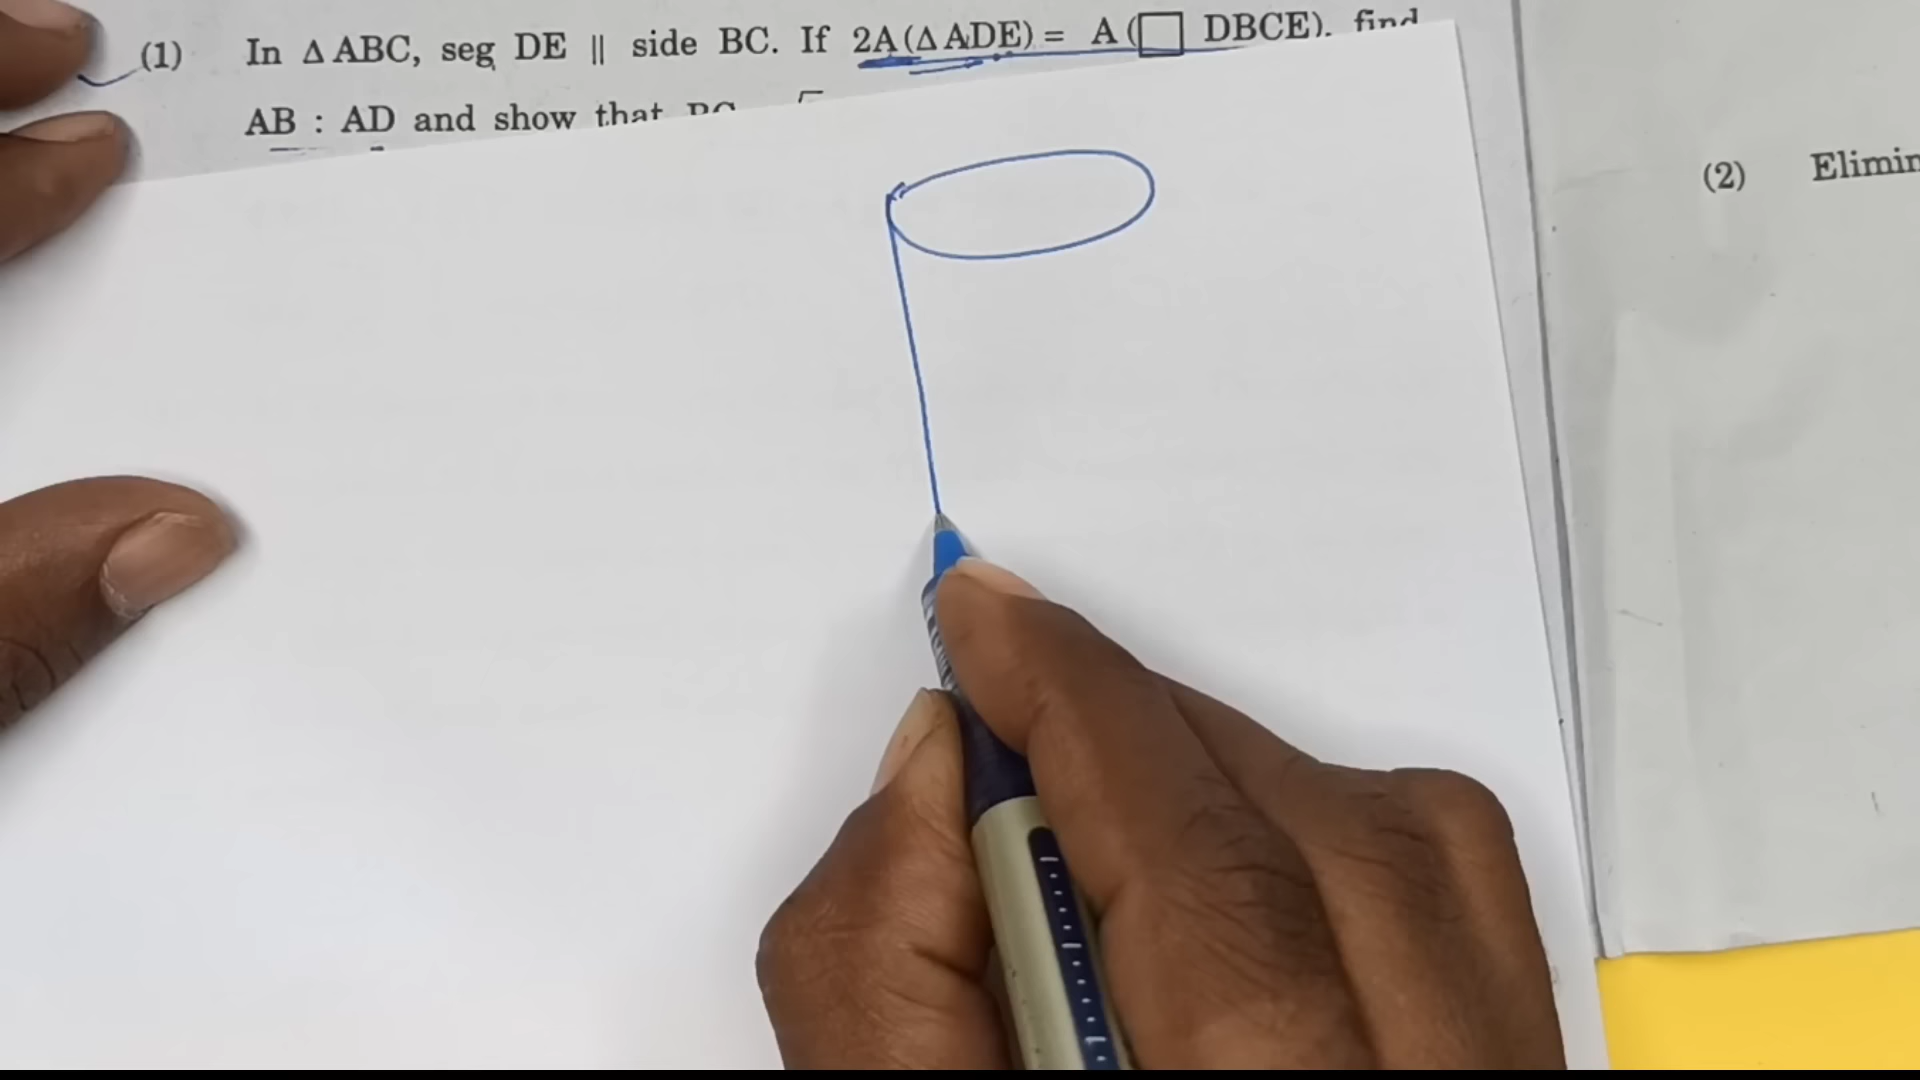 (1) In △ ABC, seg DE || side BC. If 2A(△ ADE) = A(□ DBCE), find
AB : AD and show that BC
(2) Elimin